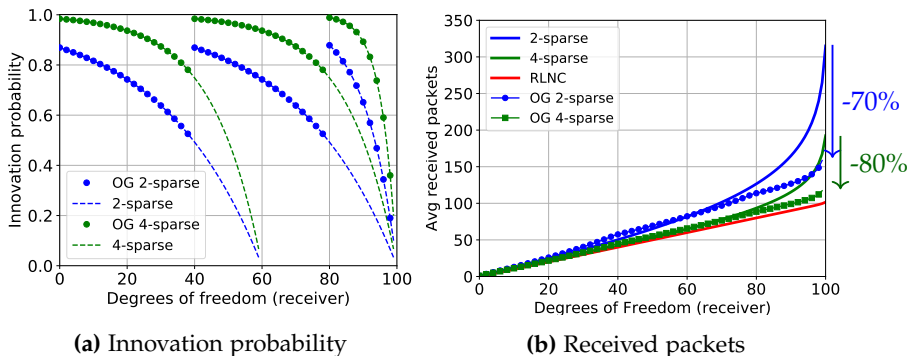 1.0
0.8
0.6
0.4
0.2
0.0
Innovation probability
OG 2-sparse
2-sparse
OG 4-sparse
4-sparse
0 20 40 60 80 100
Degrees of freedom (receiver)
(a) Innovation probability
350
300
250
200
150
100
50
0
Avg received packets
2-sparse
4-sparse
RLNC
OG 2-sparse
OG 4-sparse
-70%
-80%
0 20 40 60 80 100
Degrees of Freedom (receiver)
(b) Received packets